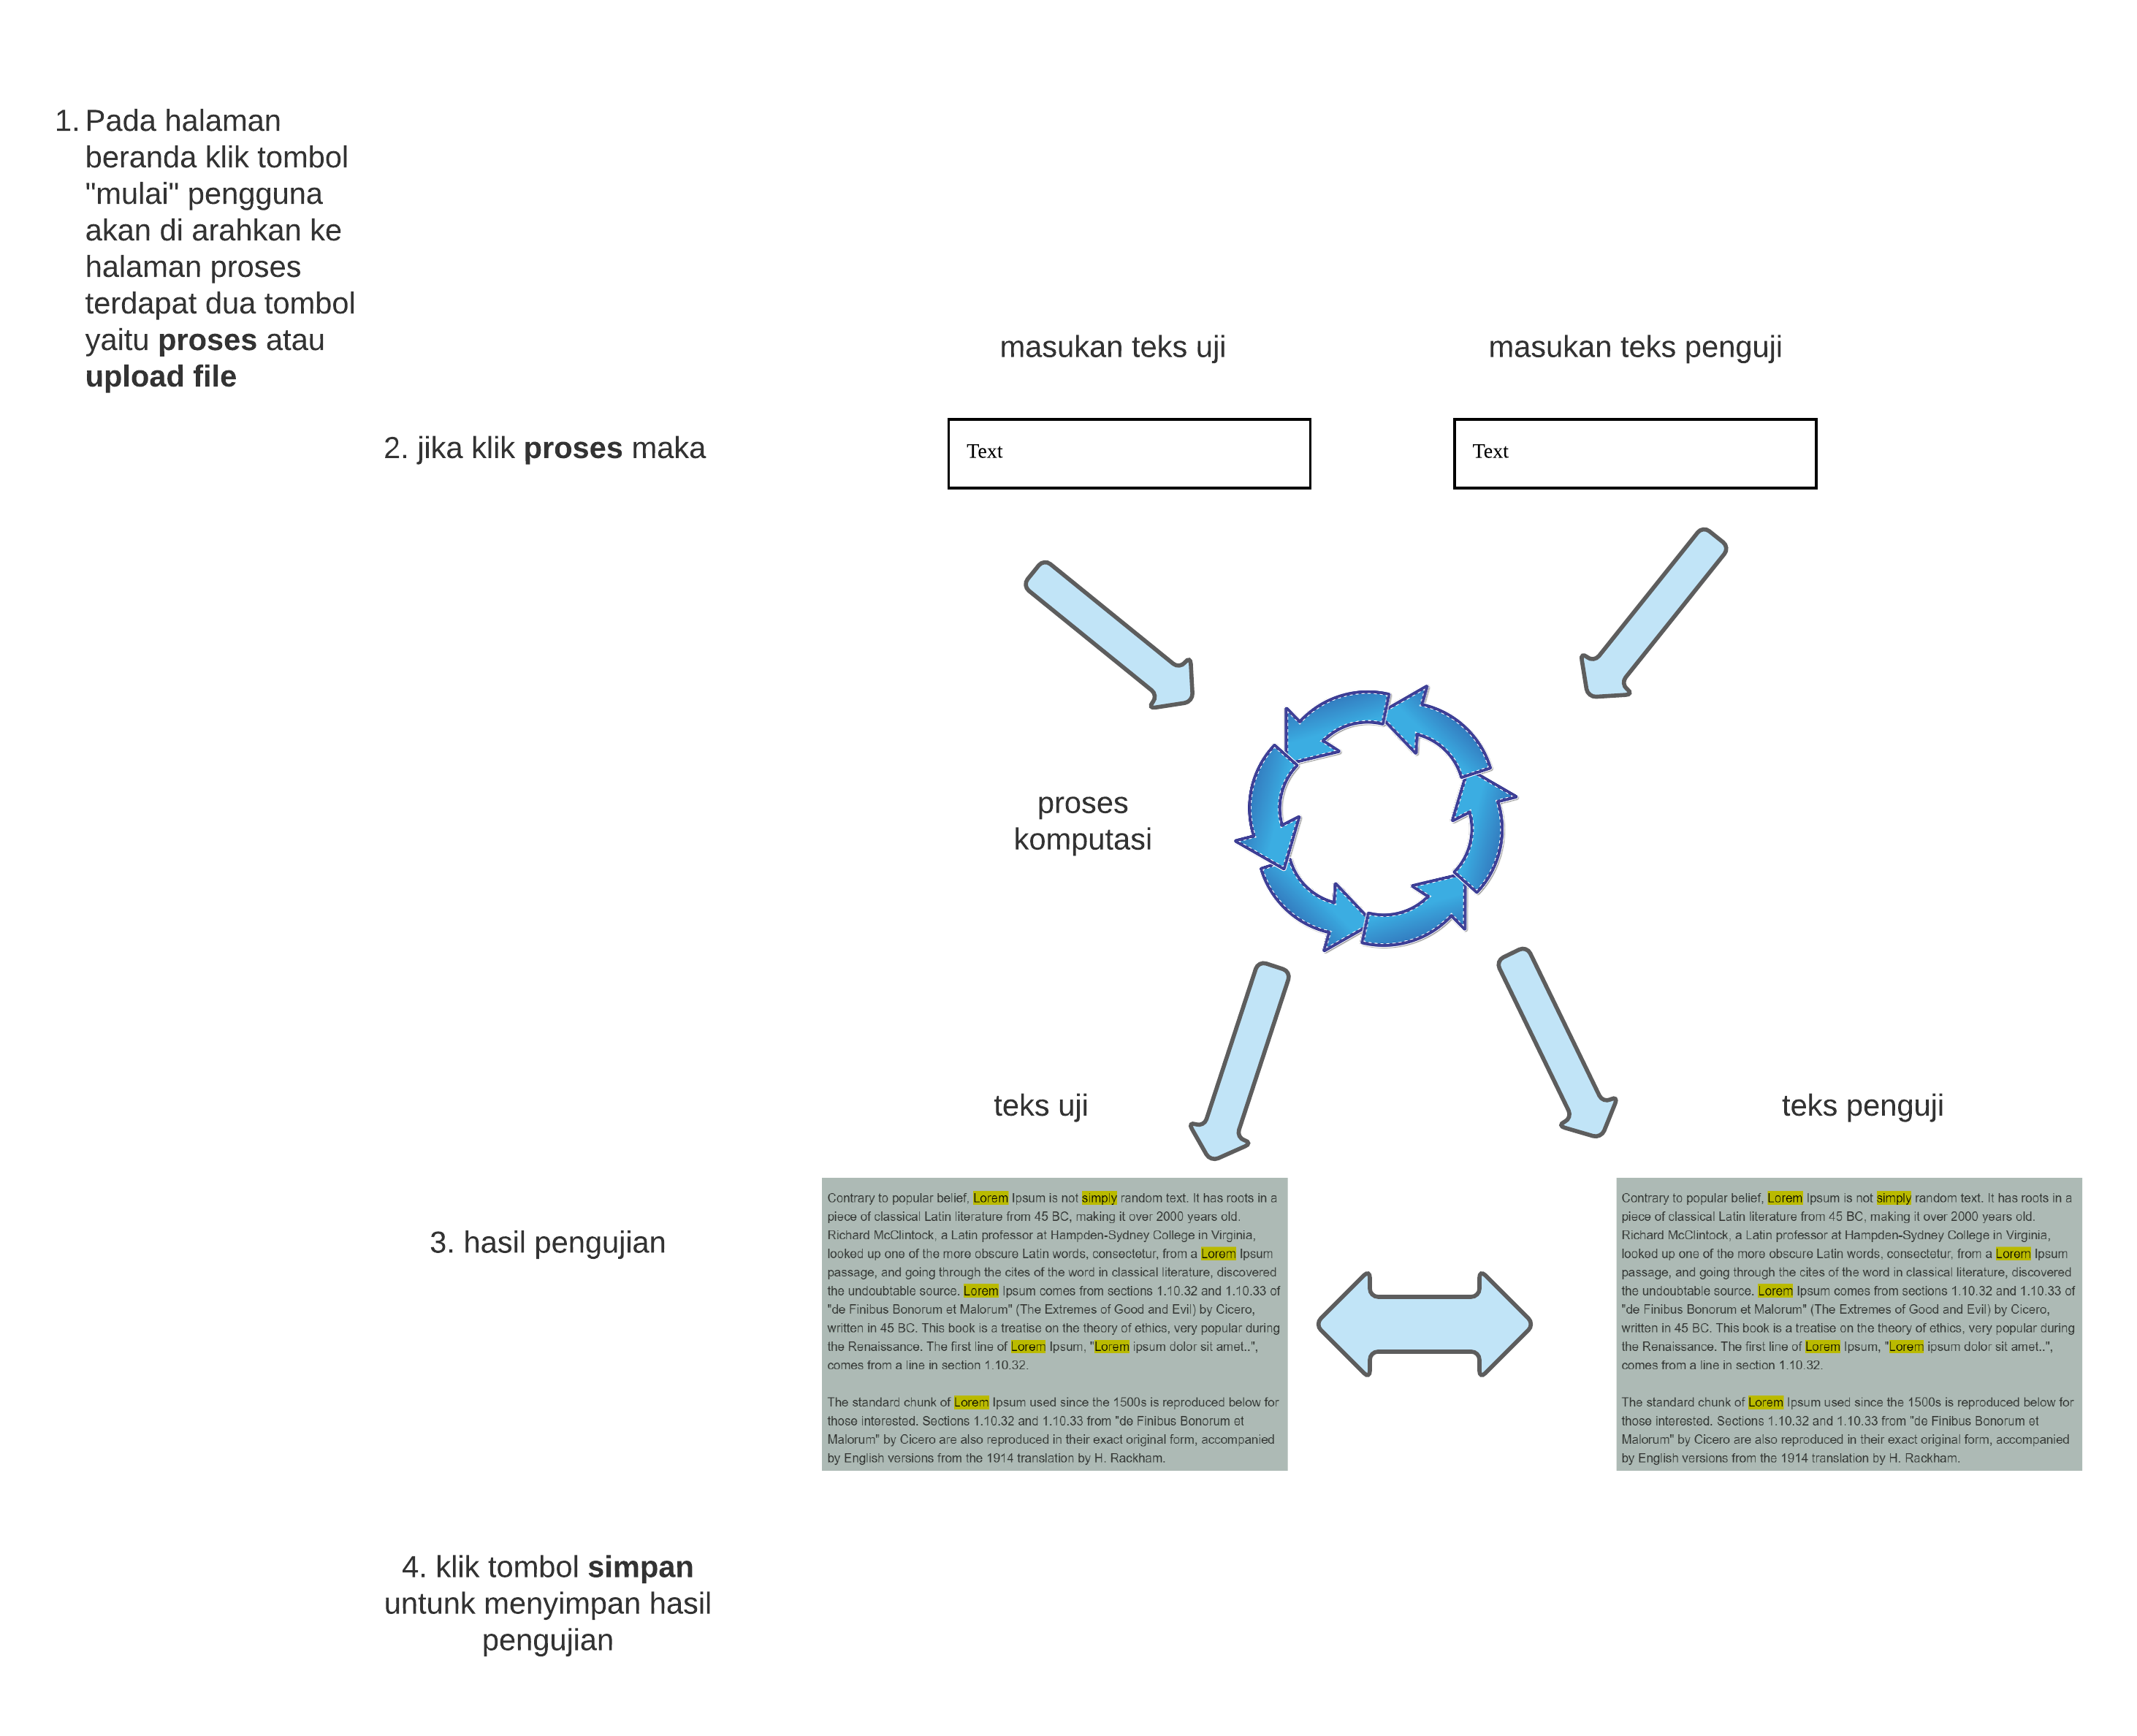 1. Pada halaman
beranda klik tombol
"mulai" pengguna
akan di arahkan ke
halaman proses
terdapat dua tombol
yaitu proses atau
upload file
masukan teks uji
masukan teks penguji
2. jika klik proses maka
Text
Text
proses
komputasi
teks uji
teks penguji
3. hasil pengujian
Contrary to popular belief, Lorem Ipsum is not simply random text. It has roots in a
piece of classical Latin literature from 45 BC, making it over 2000 years old.
Richard McClintock, a Latin professor at Hampden-Sydney College in Virginia,
looked up one of the more obscure Latin words, consectetur, from a Lorem Ipsum
passage, and going through the cites of the word in classical literature, discovered
the undoubtable source. Lorem Ipsum comes from sections 1.10.32 and 1.10.33 of
"de Finibus Bonorum et Malorum" (The Extremes of Good and Evil) by Cicero,
written in 45 BC. This book is a treatise on the theory of ethics, very popular during
the Renaissance. The first line of Lorem Ipsum, "Lorem ipsum dolor sit amet..",
comes from a line in section 1.10.32.
The standard chunk of Lorem Ipsum used since the 1500s is reproduced below for
those interested. Sections 1.10.32 and 1.10.33 from "de Finibus Bonorum et
Malorum" by Cicero are also reproduced in their exact original form, accompanied
by English versions from the 1914 translation by H. Rackham.
Contrary to popular belief, Lorem Ipsum is not simply random text. It has roots in a
piece of classical Latin literature from 45 BC, making it over 2000 years old.
Richard McClintock, a Latin professor at Hampden-Sydney College in Virginia,
looked up one of the more obscure Latin words, consectetur, from a Lorem Ipsum
passage, and going through the cites of the word in classical literature, discovered
the undoubtable source. Lorem Ipsum comes from sections 1.10.32 and 1.10.33 of
"de Finibus Bonorum et Malorum" (The Extremes of Good and Evil) by Cicero,
written in 45 BC. This book is a treatise on the theory of ethics, very popular during
the Renaissance. The first line of Lorem Ipsum, "Lorem ipsum dolor sit amet..",
comes from a line in section 1.10.32.
The standard chunk of Lorem Ipsum used since the 1500s is reproduced below for
those interested. Sections 1.10.32 and 1.10.33 from "de Finibus Bonorum et
Malorum" by Cicero are also reproduced in their exact original form, accompanied
by English versions from the 1914 translation by H. Rackham.
4. klik tombol simpan
untunk menyimpan hasil
pengujian